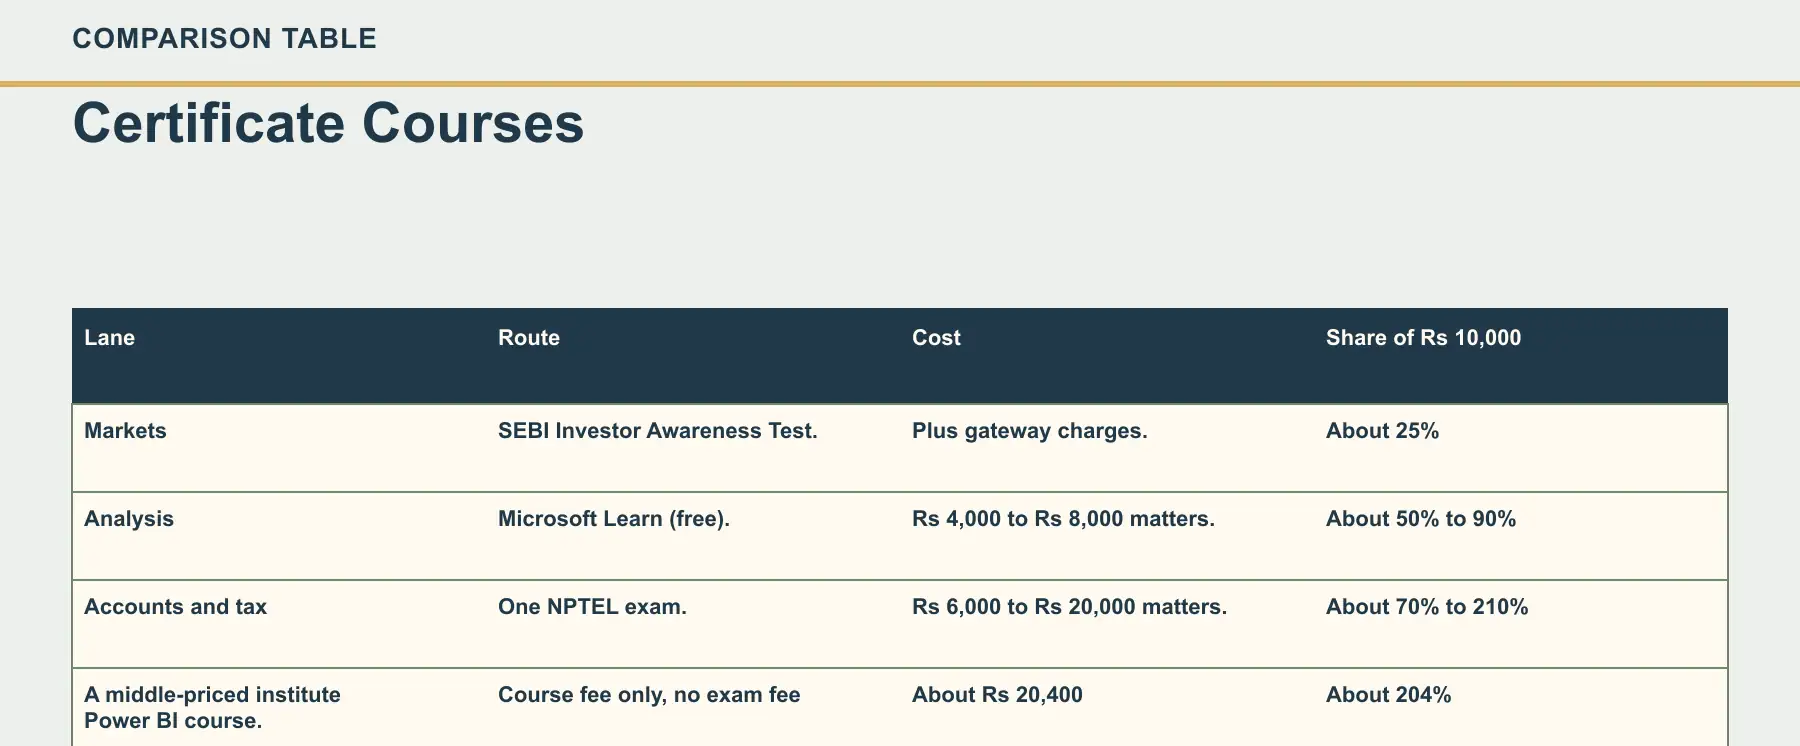 COMPARISON TABLE
Certificate Courses
Lane Route Cost Share of Rs 10,000
Markets SEBI Investor Awareness Test. Plus gateway charges. About 25%
Analysis Microsoft Learn (free). Rs 4,000 to Rs 8,000 matters. About 50% to 90%
Accounts and tax One NPTEL exam. Rs 6,000 to Rs 20,000 matters. About 70% to 210%
A middle-priced institute Course fee only, no exam fee About Rs 20,400 About 204%
Power BI course.